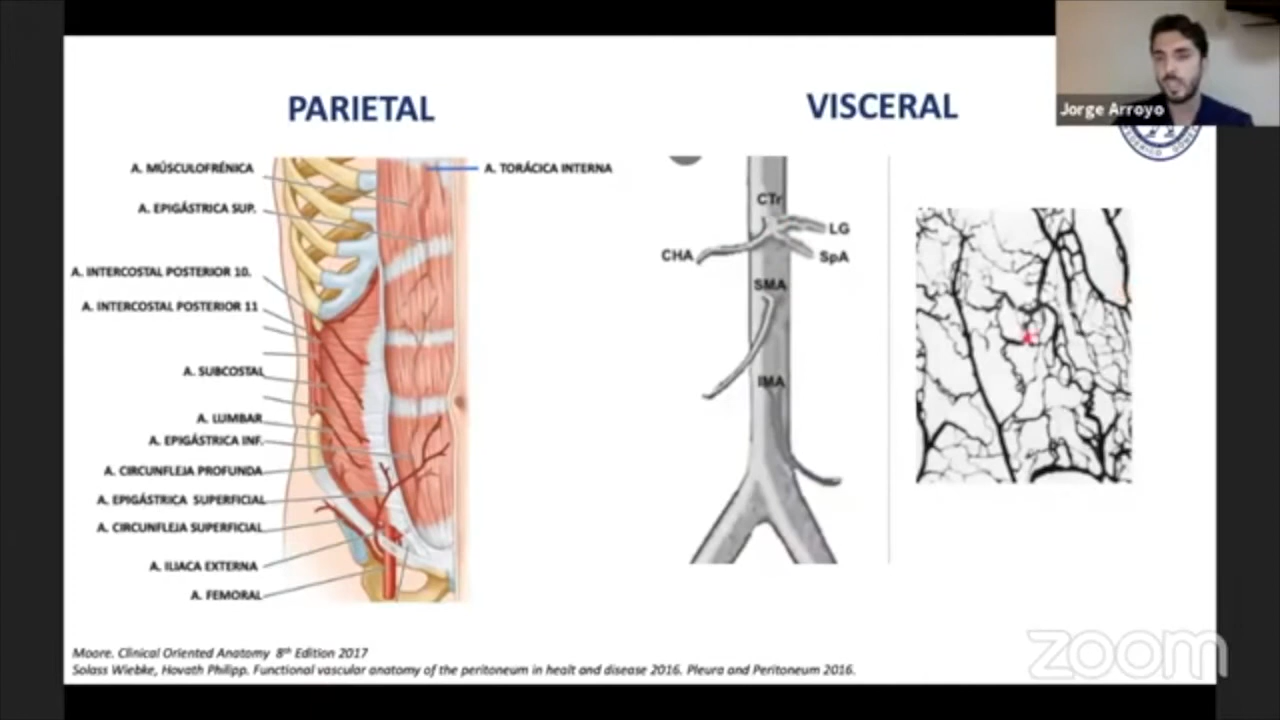 PARIETAL
VISCERAL
Jorge Arroyo
A. MÚSCULOFRÉNICA
A. TORÁCICA INTERNA
A. EPIGÁSTRICA SUP.
A. INTERCOSTAL POSTERIOR 10.
A. INTERCOSTAL POSTERIOR 11
A. SUBCOSTAL
A. LUMBAR
A. EPIGÁSTRICA INF.
A. CIRCUNFLEJA PROFUNDA
A. EPIGÁSTRICA SUPERFICIAL
A. CIRCUNFLEJA SUPERFICIAL
A. ILIACA EXTERNA
A. FEMORAL
CTr
LG
CHA
SpA
SMA
IMA
Moore. Clinical Oriented Anatomy 8th Edition 2017
Solass Wiebke, Hovath Philipp. Functional vascular anatomy of the peritoneum in healt and disease 2016. Pleura and Peritoneum 2016.
zoom